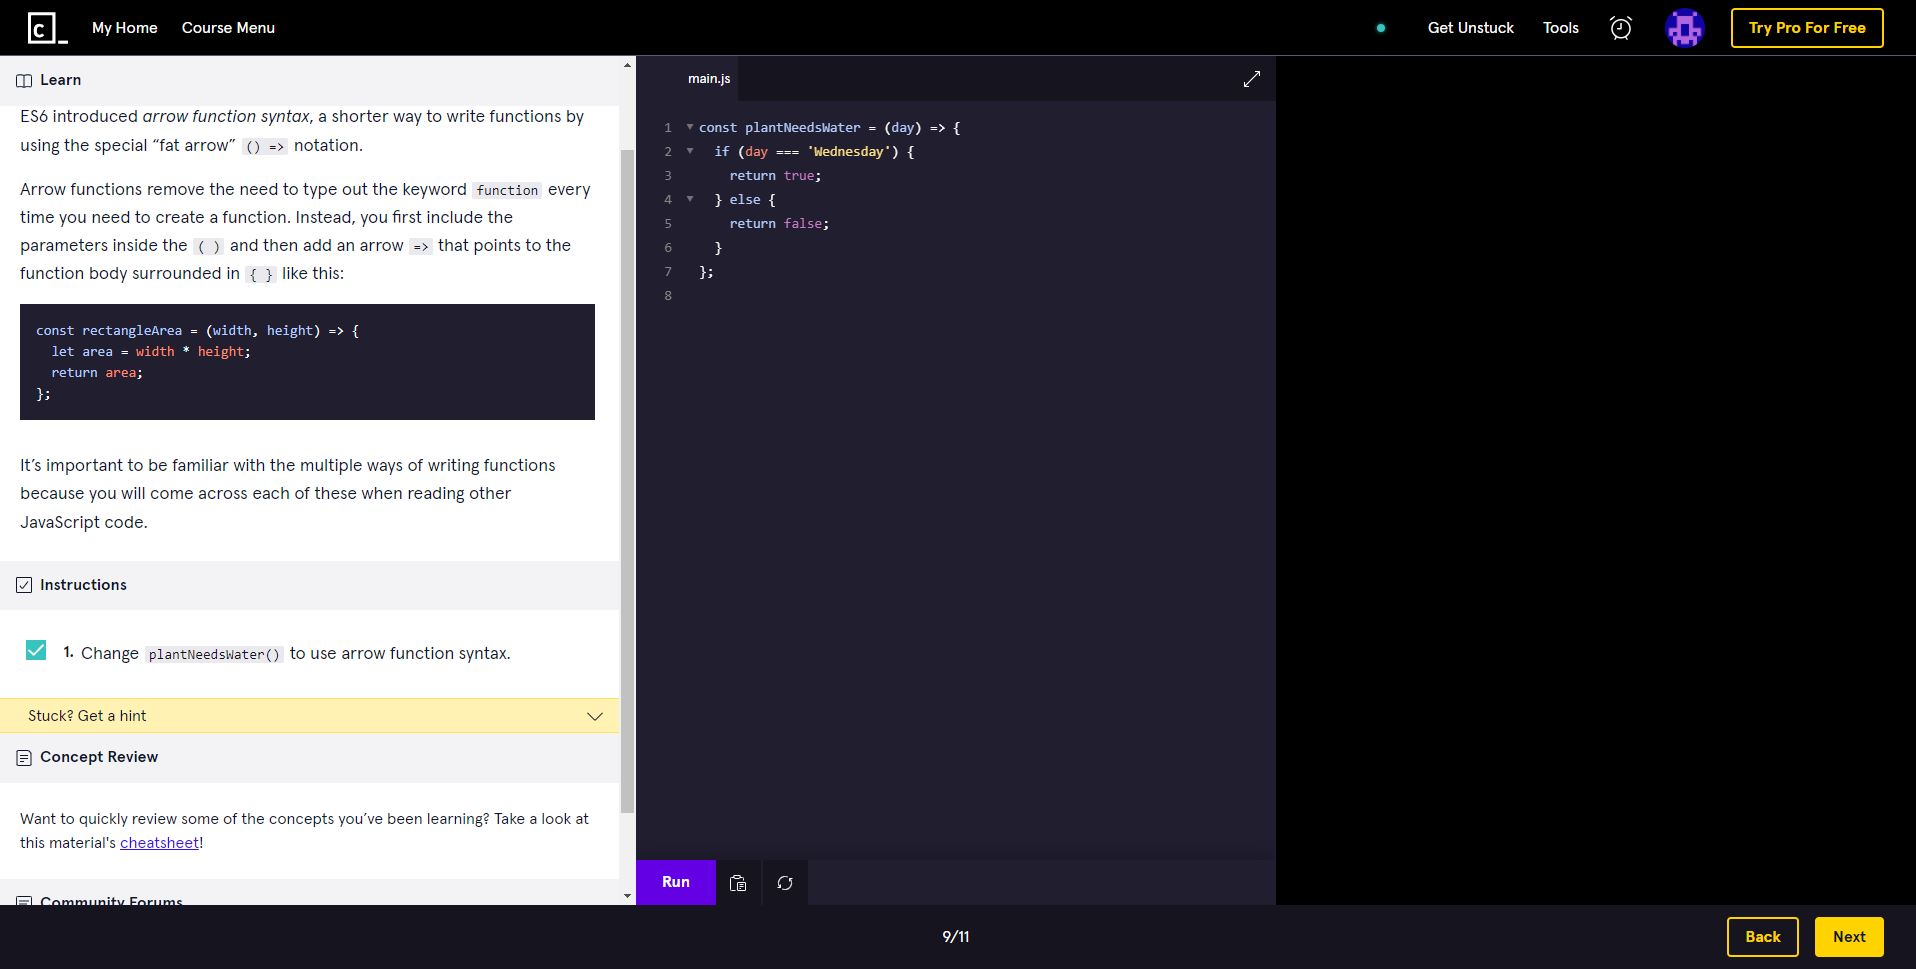 My Home Course Menu Get Unstuck Tools Try Pro For Free
Learn
ES6 introduced arrow function syntax, a shorter way to write functions by
using the special “fat arrow” () => notation.
Arrow functions remove the need to type out the keyword function every
time you need to create a function. Instead, you first include the
parameters inside the ( ) and then add an arrow => that points to the
function body surrounded in { } like this:
const rectangleArea = (width, height) => {
  let area = width * height;
  return area;
};
It’s important to be familiar with the multiple ways of writing functions
because you will come across each of these when reading other
JavaScript code.
Instructions
1. Change plantNeedsWater() to use arrow function syntax.
Stuck? Get a hint
Concept Review
Want to quickly review some of the concepts you’ve been learning? Take a look at
this material's cheatsheet!
Community Forums
main.js
1 const plantNeedsWater = (day) => {
2   if (day === 'Wednesday') {
3     return true;
4   } else {
5     return false;
6   }
7 };
8
Run
9/11
Back Next